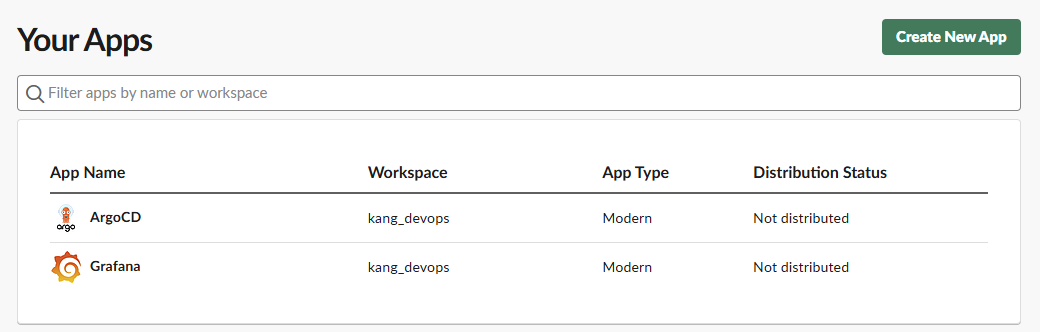 Your Apps
Create New App
Filter apps by name or workspace
App Name Workspace App Type Distribution Status
argo ArgoCD kang_devops Modern Not distributed
Grafana kang_devops Modern Not distributed